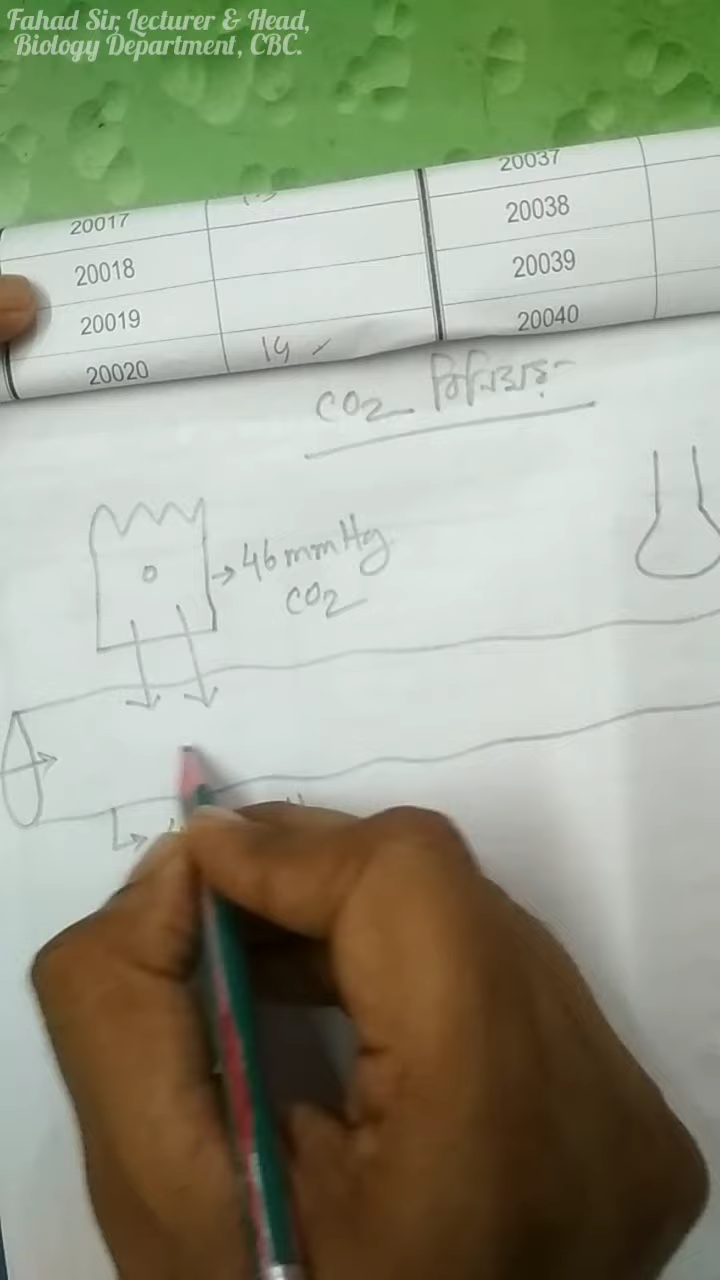 Fahad Sir, Lecturer & Head,
Biology Department, CBC.
20017
20018
20019
20020 14
20037
20038
20039
20040
CO2 বিনিময়
→ 46 mmHg
CO2